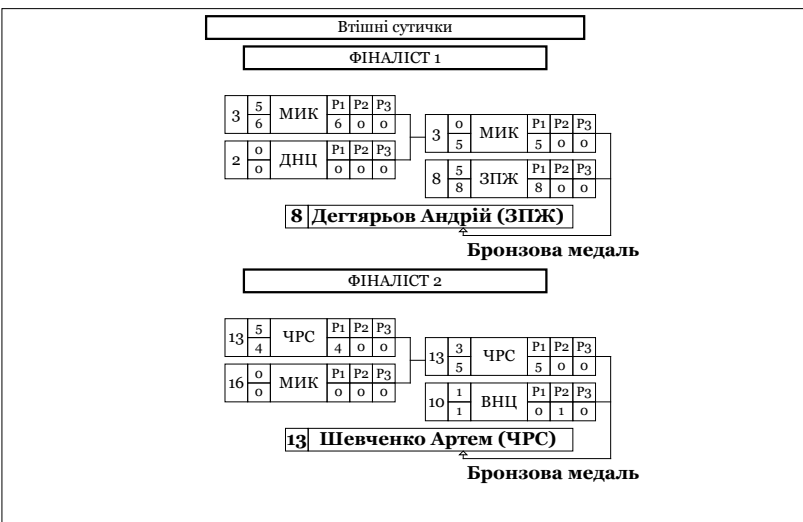 Втішні сутички
ФІНАЛІСТ 1
3 5 6 МИК Р1 Р2 Р3 6 0 0
2 0 0 ДНЦ Р1 Р2 Р3 0 0 0
3 0 5 МИК Р1 Р2 Р3 5 0 0
8 5 8 ЗПЖ Р1 Р2 Р3 8 0 0
8 Дегтярьов Андрій (ЗПЖ)
Бронзова медаль
ФІНАЛІСТ 2
13 5 4 ЧРС Р1 Р2 Р3 4 0 0
16 0 0 МИК Р1 Р2 Р3 0 0 0
13 3 5 ЧРС Р1 Р2 Р3 5 0 0
10 1 1 ВНЦ Р1 Р2 Р3 0 1 0
13 Шевченко Артем (ЧРС)
Бронзова медаль